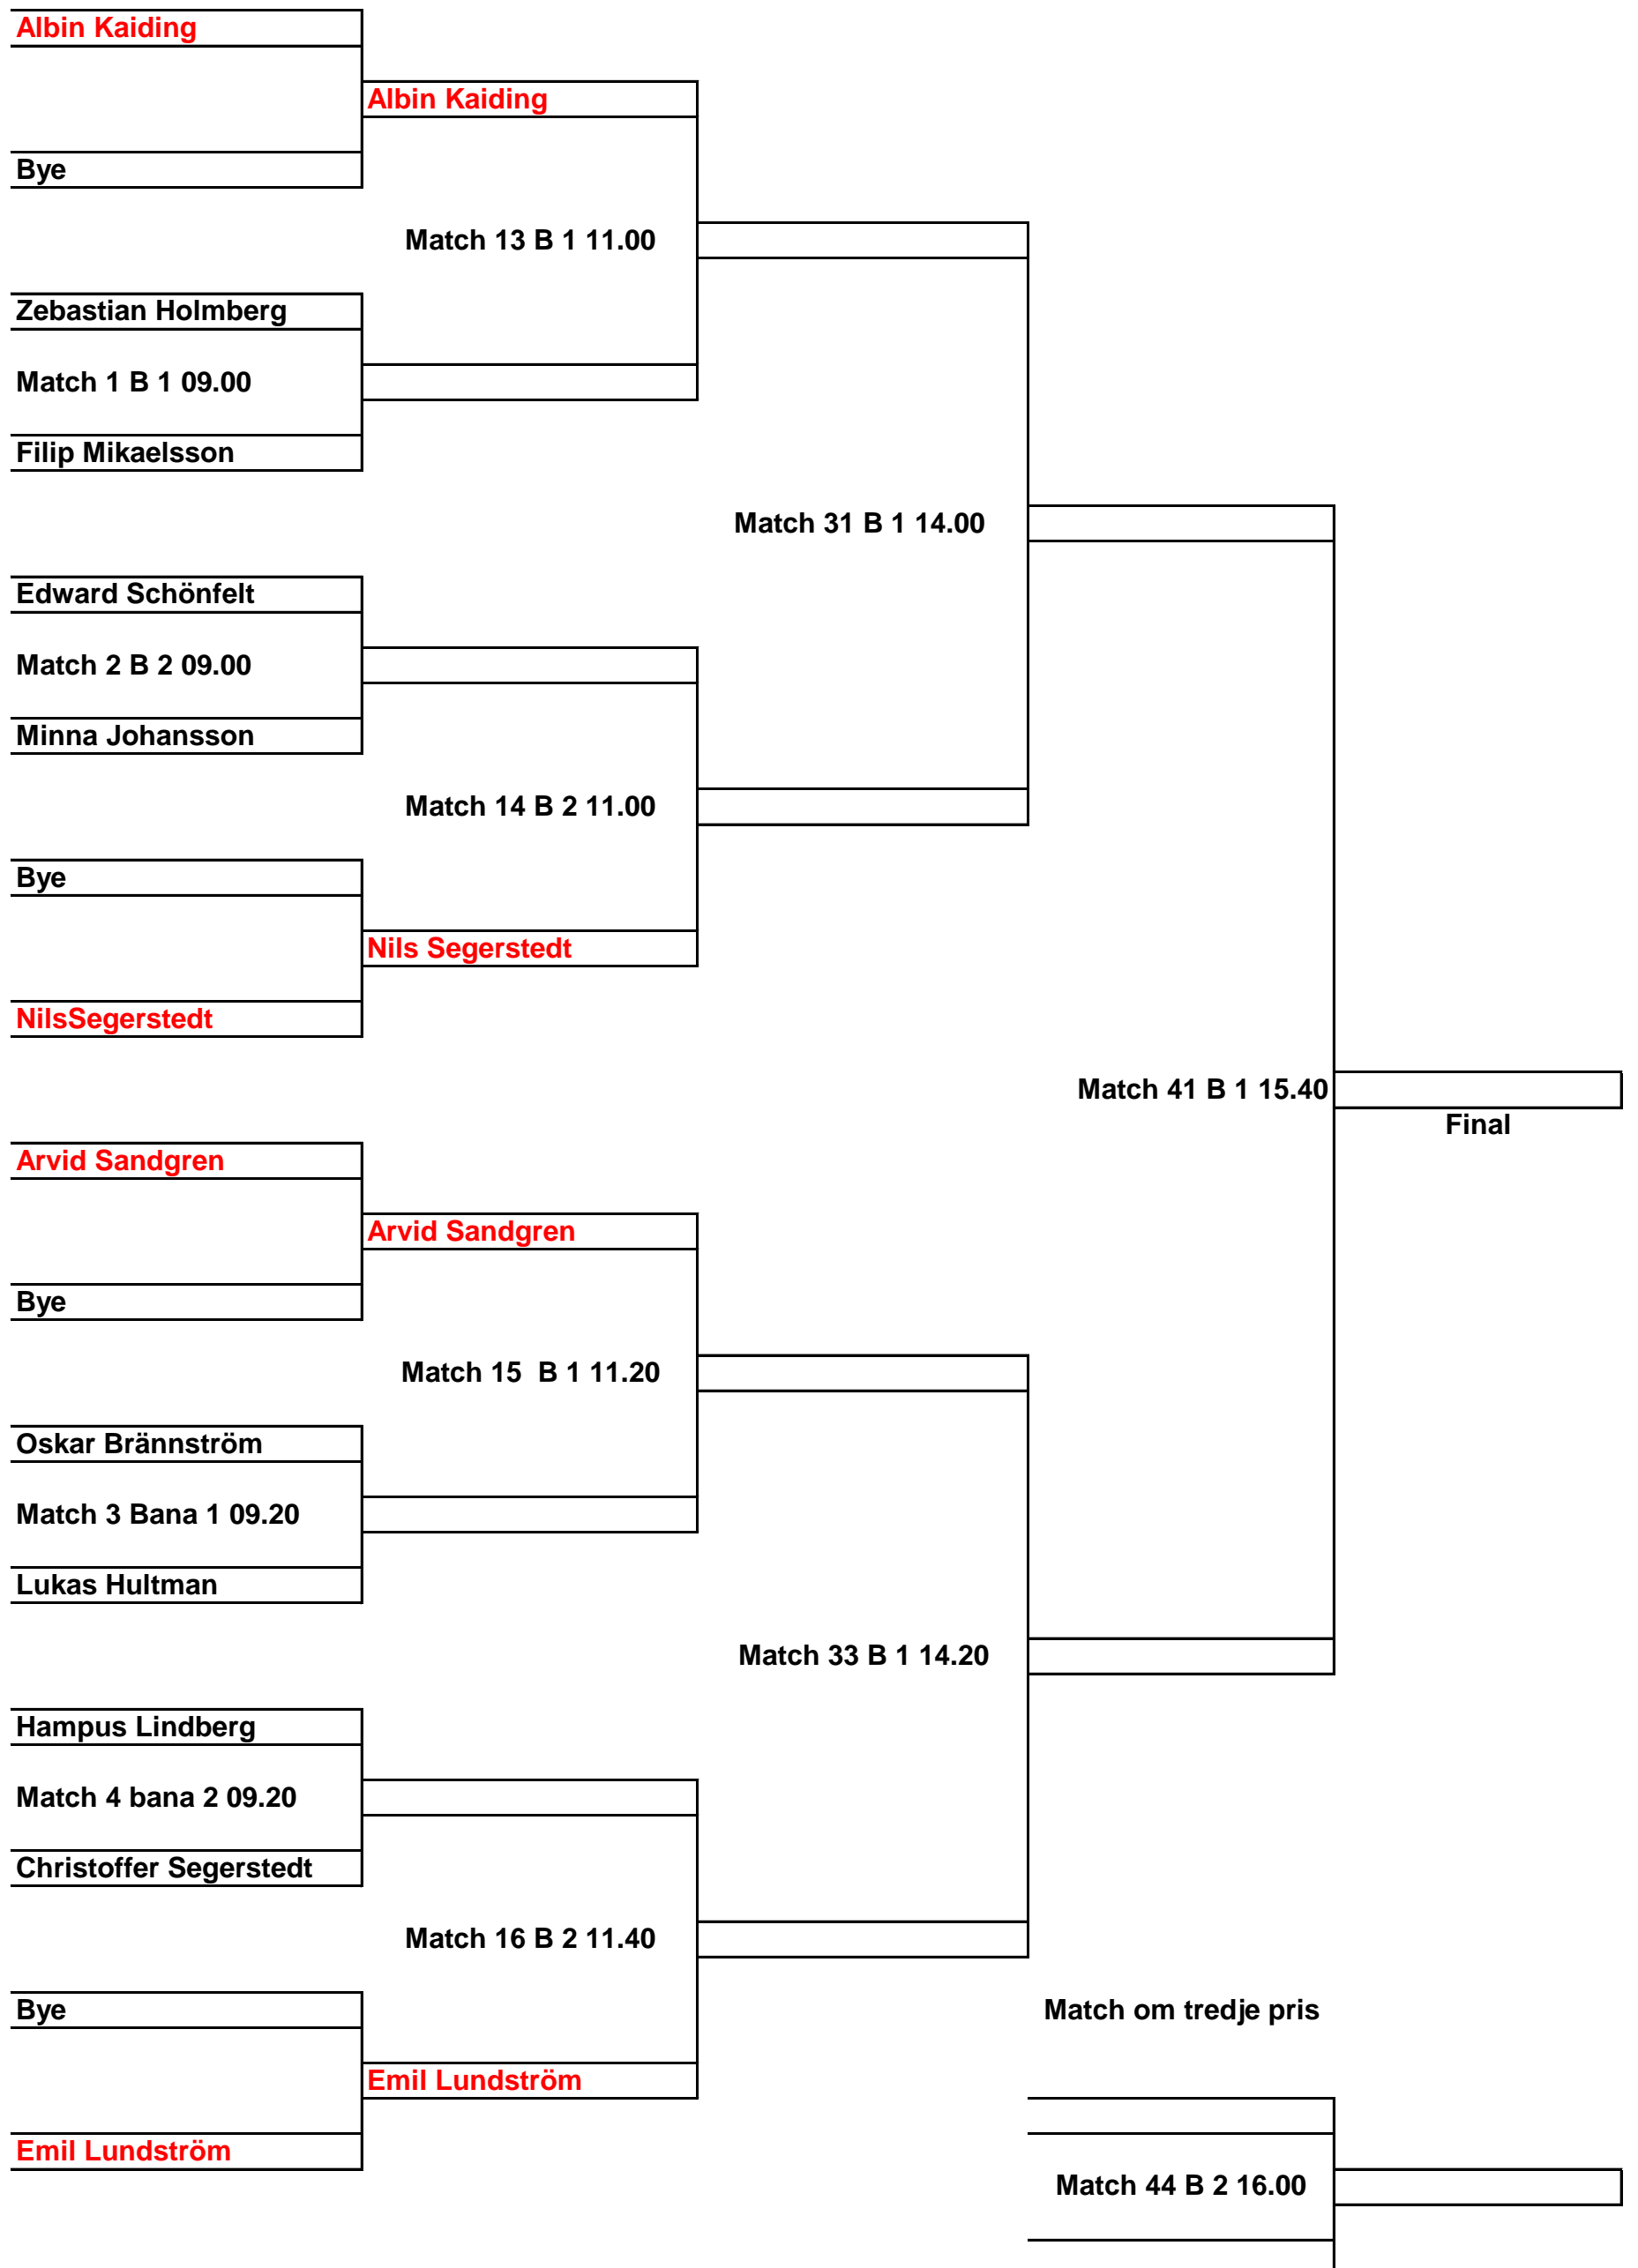 Albin Kaiding
Albin Kaiding
Bye
Match 13 B 1 11.00
Zebastian Holmberg
Match 1 B 1 09.00
Filip Mikaelsson
Match 31 B 1 14.00
Edward Schönfelt
Match 2 B 2 09.00
Minna Johansson
Match 14 B 2 11.00
Bye
Nils Segerstedt
NilsSegerstedt
Match 41 B 1 15.40
Final
Arvid Sandgren
Arvid Sandgren
Bye
Match 15  B 1 11.20
Oskar Brännström
Match 3 Bana 1 09.20
Lukas Hultman
Match 33 B 1 14.20
Hampus Lindberg
Match 4 bana 2 09.20
Christoffer Segerstedt
Match 16 B 2 11.40
Bye
Match om tredje pris
Emil Lundström
Emil Lundström
Match 44 B 2 16.00